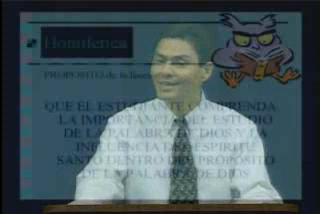 Homiletica
PROPOSITO de
QUE EL ESTUDIANTE COMPRENDA
LA IMPORTANCIA DEL ESTUDIO
DE LA PALABRA DE DIOS Y LA
INFLUENCIA DEL ESPIRITU
SANTO DENTRO DEL PROPOSITO
DE LA PALABRA DE DIOS